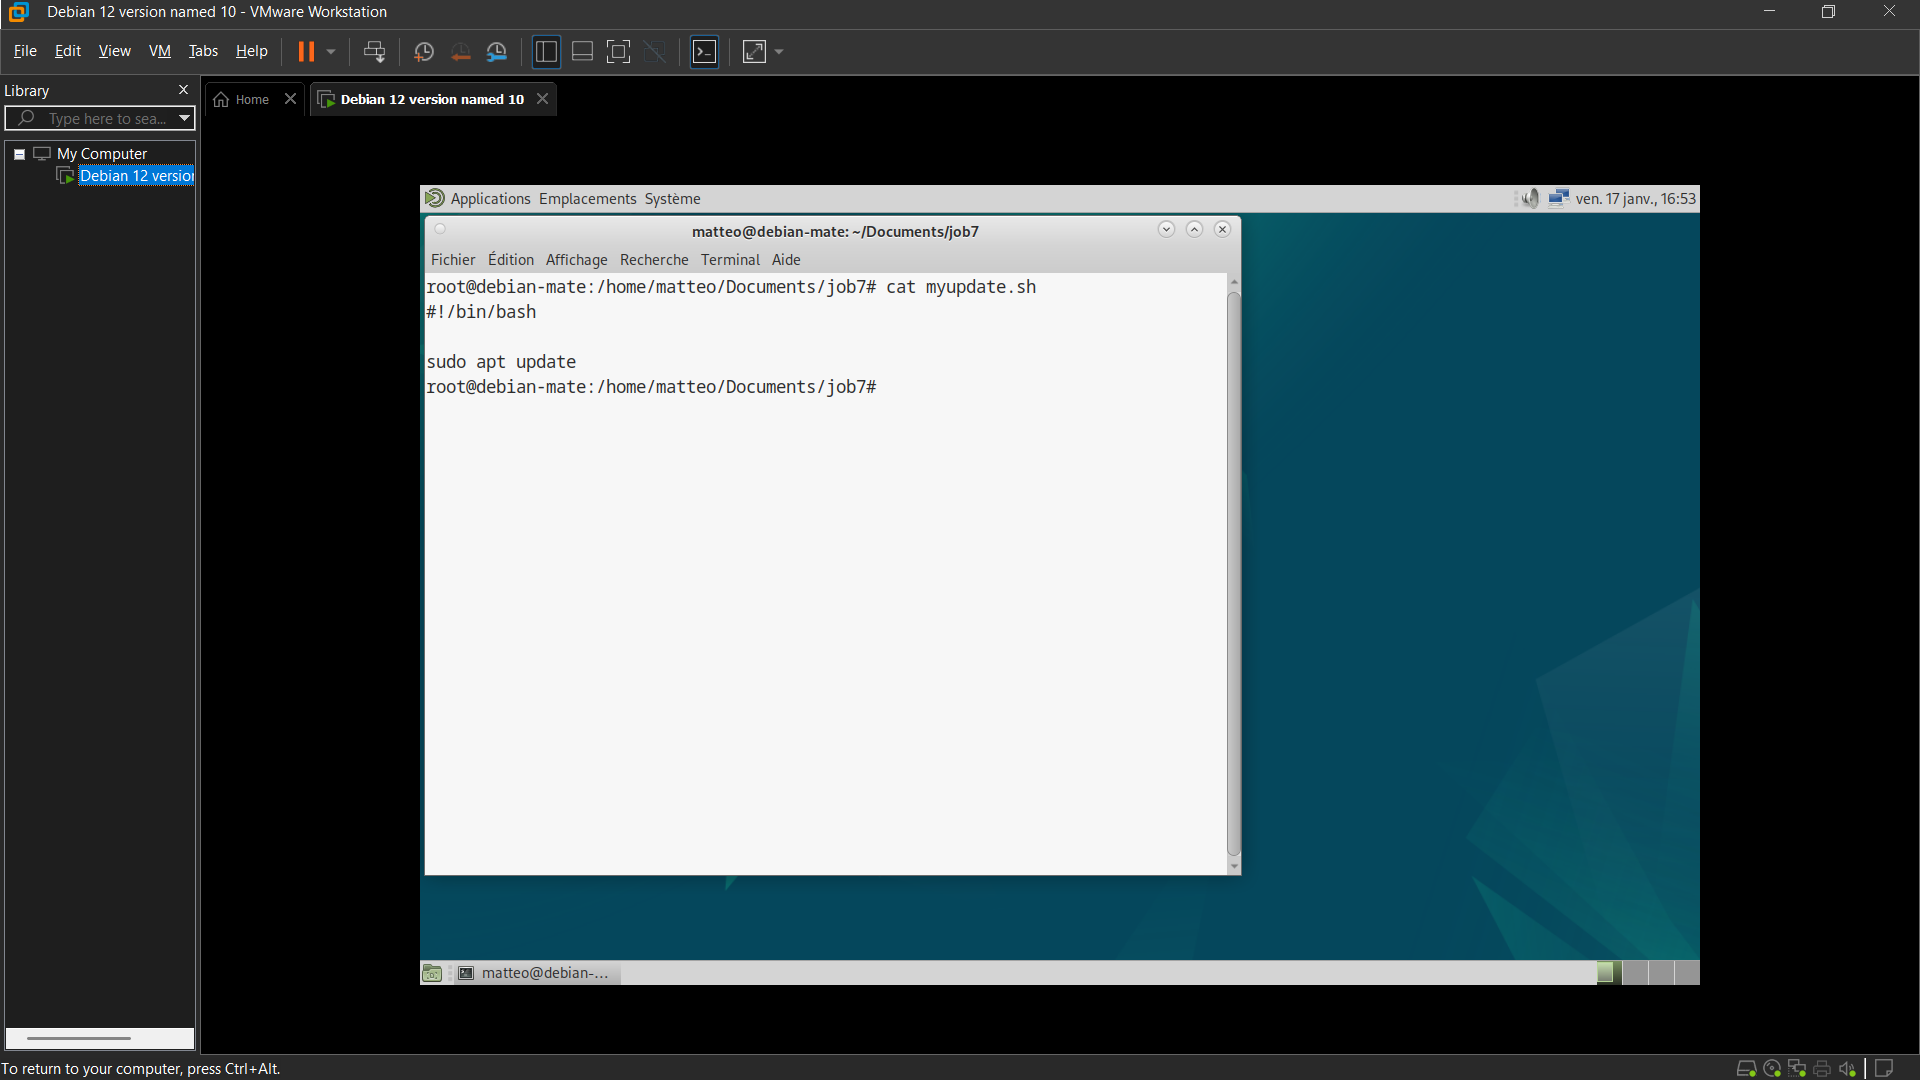 Debian 12 version named 10 - VMware Workstation
File Edit View VM Tabs Help
Library
Type here to sea...
Home
Debian 12 version named 10
My Computer
Debian 12 version
Applications Emplacements Système
ven. 17 janv., 16:53
matteo@debian-mate: ~/Documents/job7
Fichier Édition Affichage Recherche Terminal Aide
root@debian-mate:/home/matteo/Documents/job7# cat myupdate.sh
#!/bin/bash
sudo apt update
root@debian-mate:/home/matteo/Documents/job7#
matteo@debian-...
To return to your computer, press Ctrl+Alt.